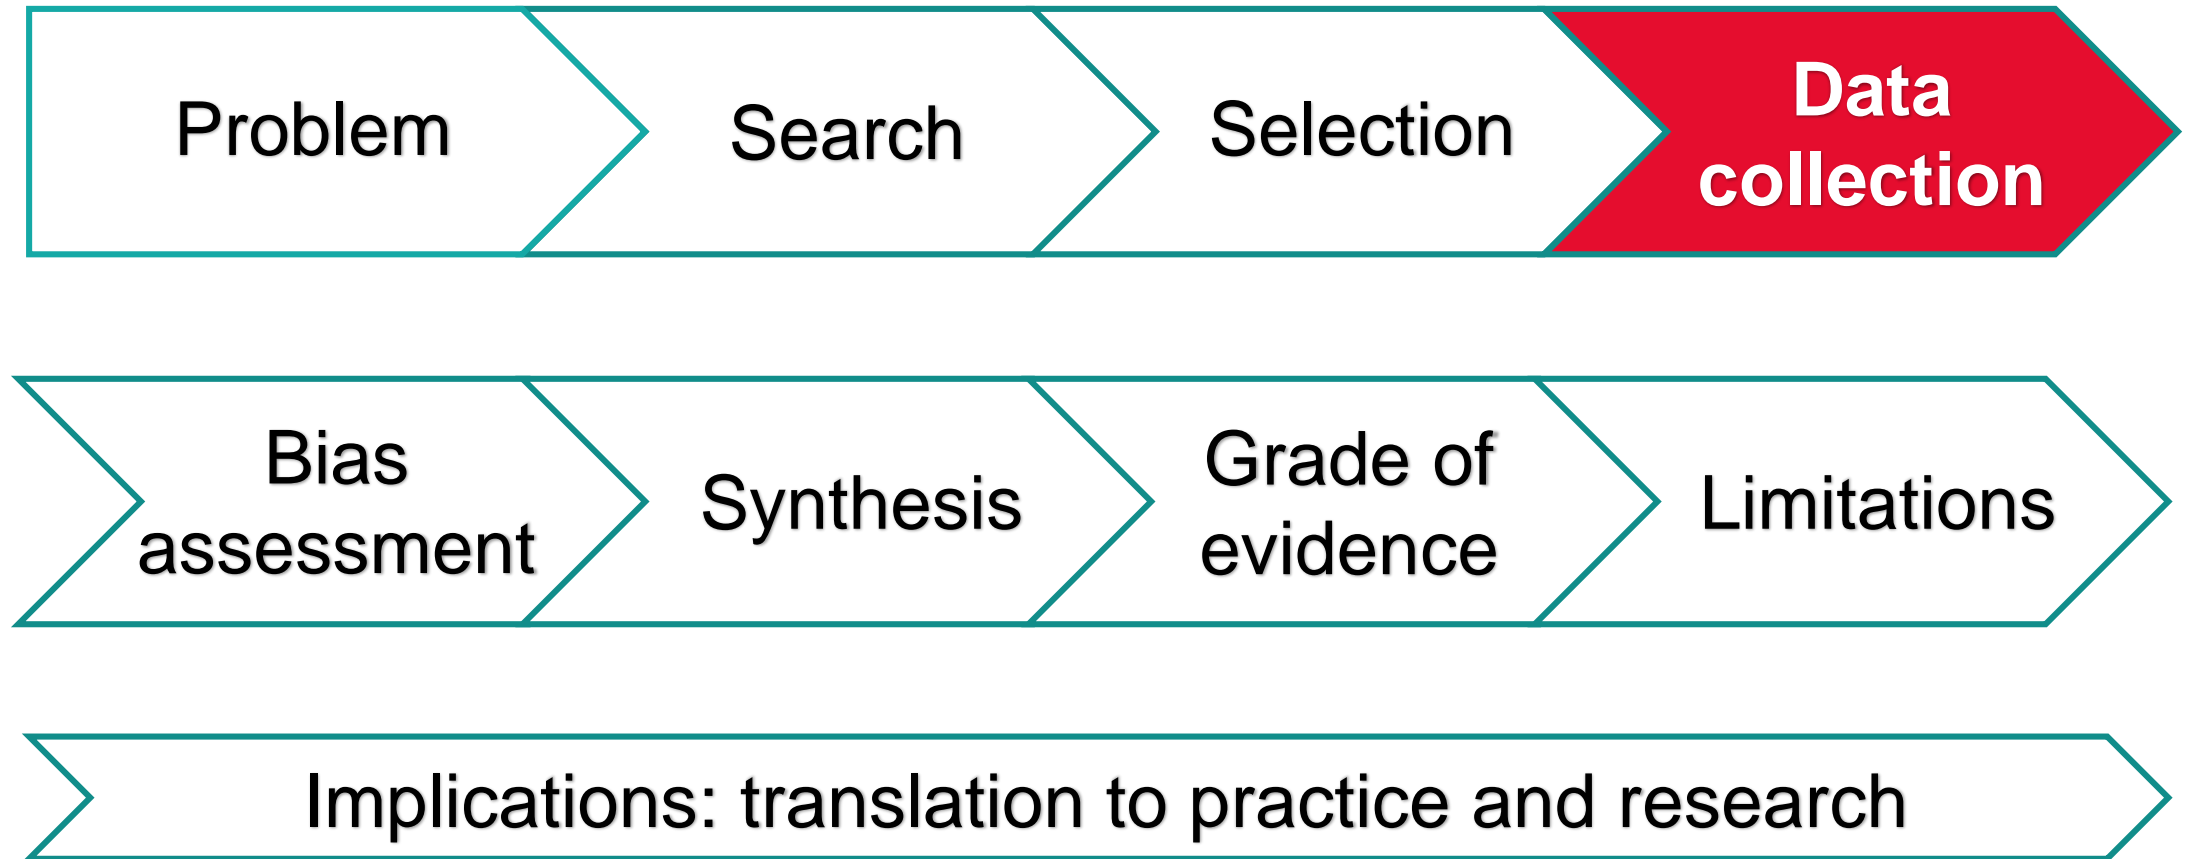 Problem
Search
Selection
Data
collection
Bias
assessment
Synthesis
Grade of
evidence
Limitations
Implications: translation to practice and research